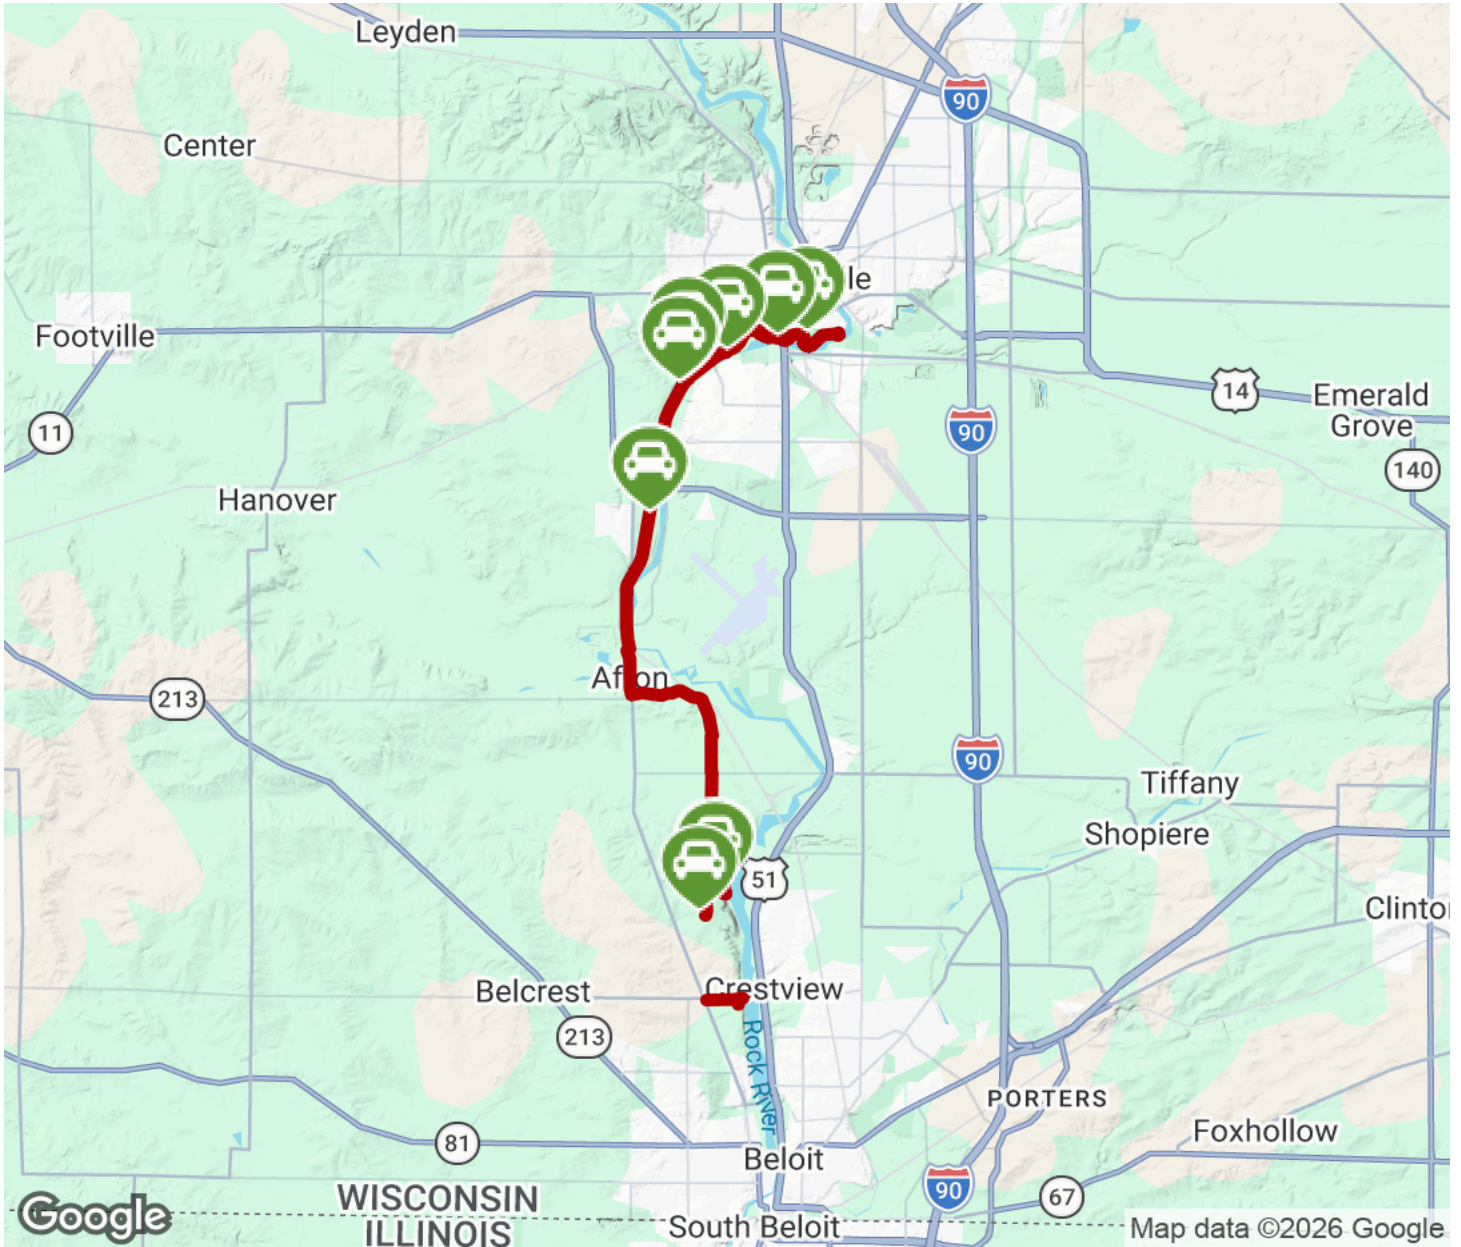 Leyden
90
Center
le
Footville
14
Emerald
Grove
11
90
140
Hanover
Afton
213
90
Tiffany
Shopiere
51
Clinto
Belcrest
Crestview
213
Rock River
PORTERS
Foxhollow
81
Beloit
90
67
WISCONSIN
ILLINOIS
South Beloit
Google
Map data ©2026 Google